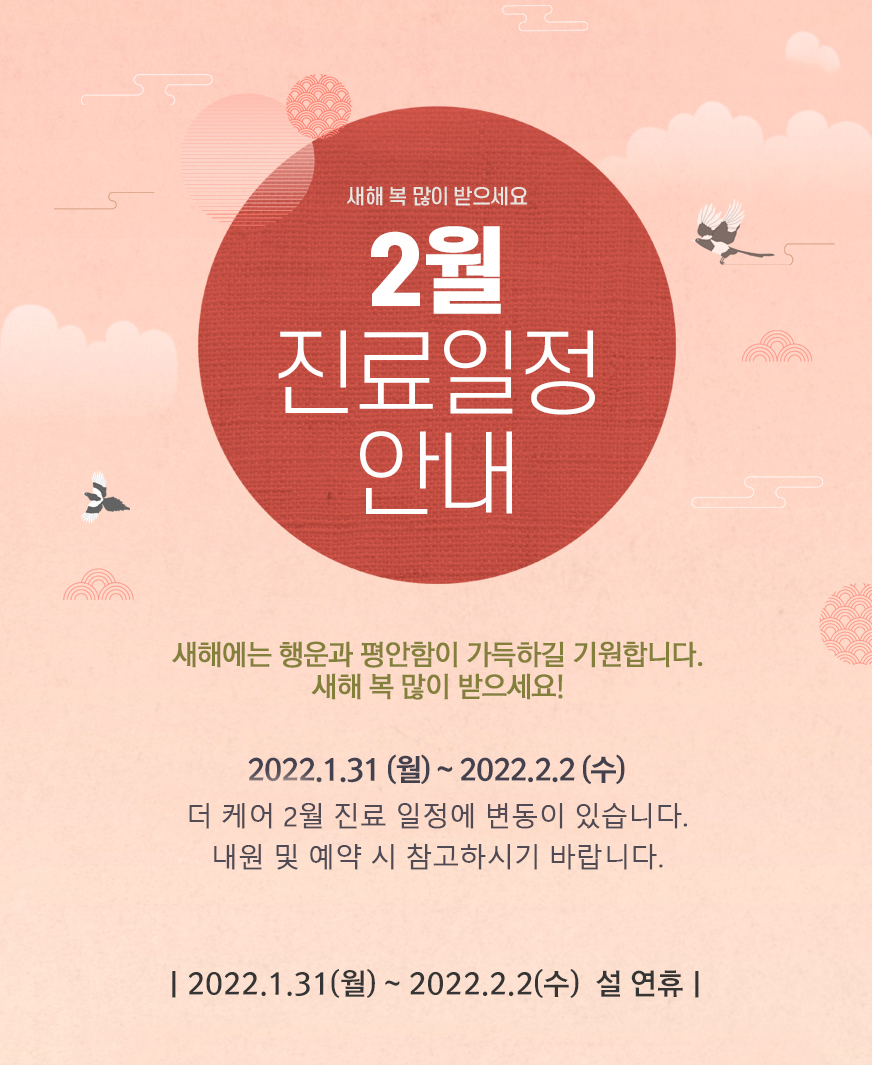 새해 복 많이 받으세요
2월
진료일정
안내
새해에는 행운과 평안함이 가득하길 기원합니다.
새해 복 많이 받으세요!
2022.1.31 (월) ~ 2022.2.2 (수)
더 케어 2월 진료 일정에 변동이 있습니다.
내원 및 예약 시 참고하시기 바랍니다.
| 2022.1.31(월) ~ 2022.2.2(수) 설 연휴 |